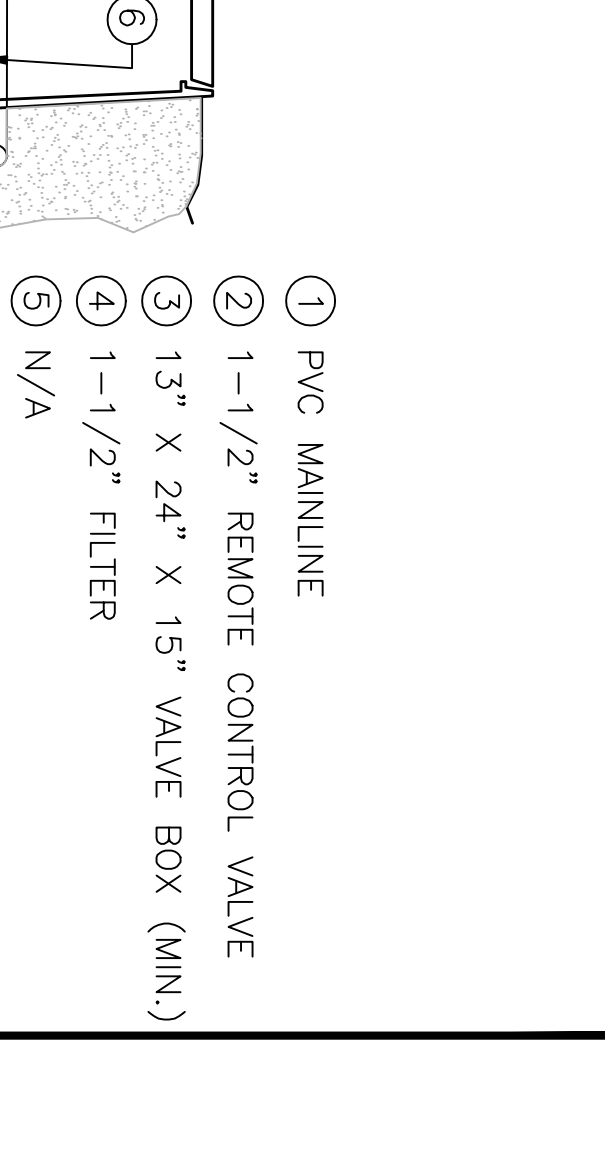 6
1 PVC MAINLINE
2 1-1/2" REMOTE CONTROL VALVE
3 13" X 24" X 15" VALVE BOX (MIN.)
4 1-1/2" FILTER
5 N/A